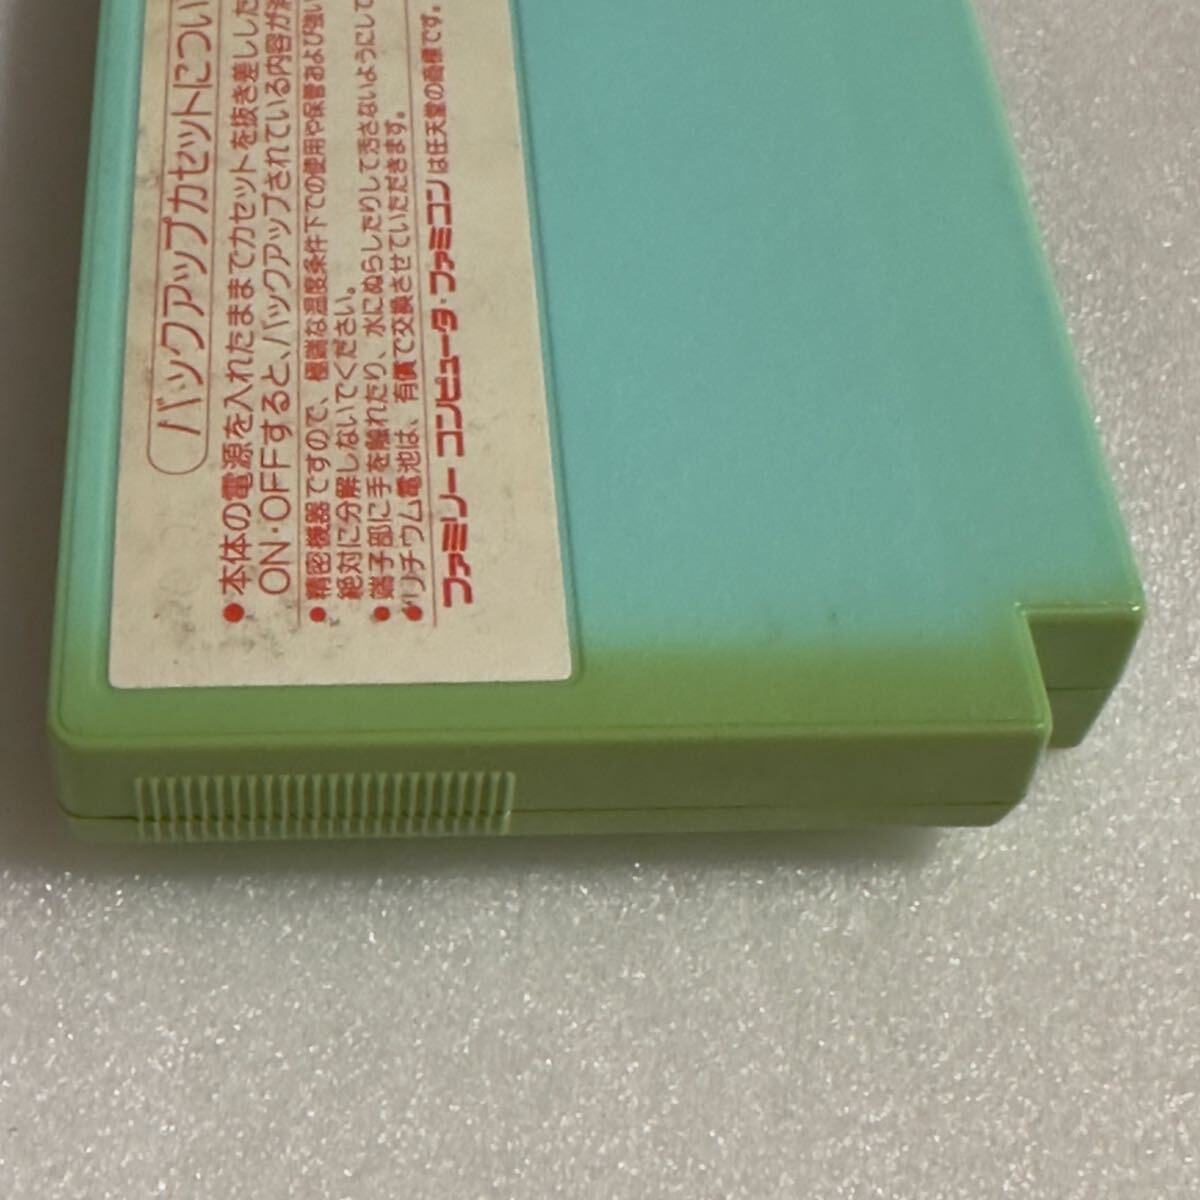 バックアップカセットについ
●本体の電源を入れたままでカセットを抜き差しした
ON・OFFすると、バックアップされている内容が
●精密機器ですので、極端な温度条件下での使用や保管および強い
絶対に分解しないでください。
●端子部に手を触れたり、水にぬらしたりして汚さないようにして
●リチウム電池は、有償で交換させていただきます。
ファミリー コンピュータ・ファミコンは任天堂の商標です。